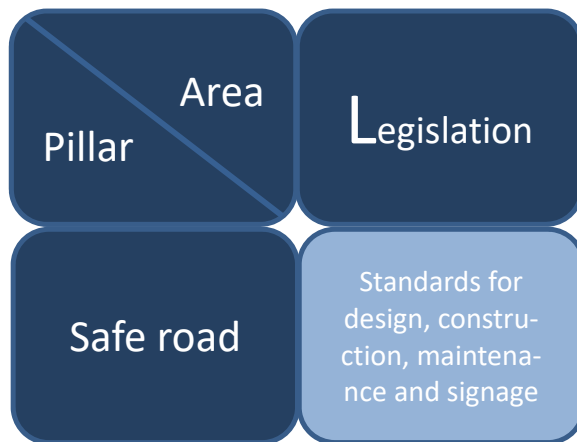 Area
Pillar
Legislation
Safe road
Standards for
design, constru-
ction, maintena-
nce and signage